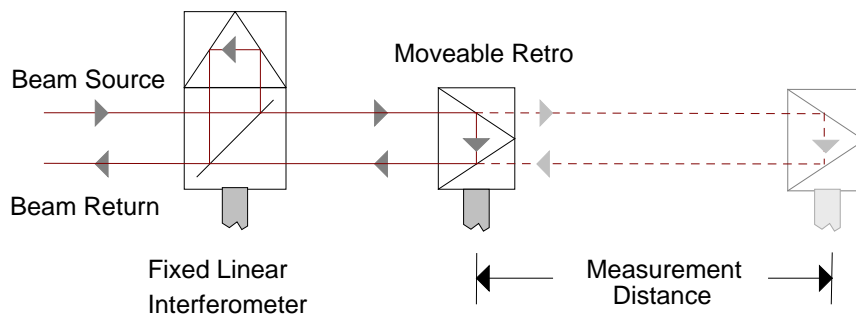 Beam Source
Moveable Retro
Beam Return
Fixed Linear
Interferometer
Measurement
Distance